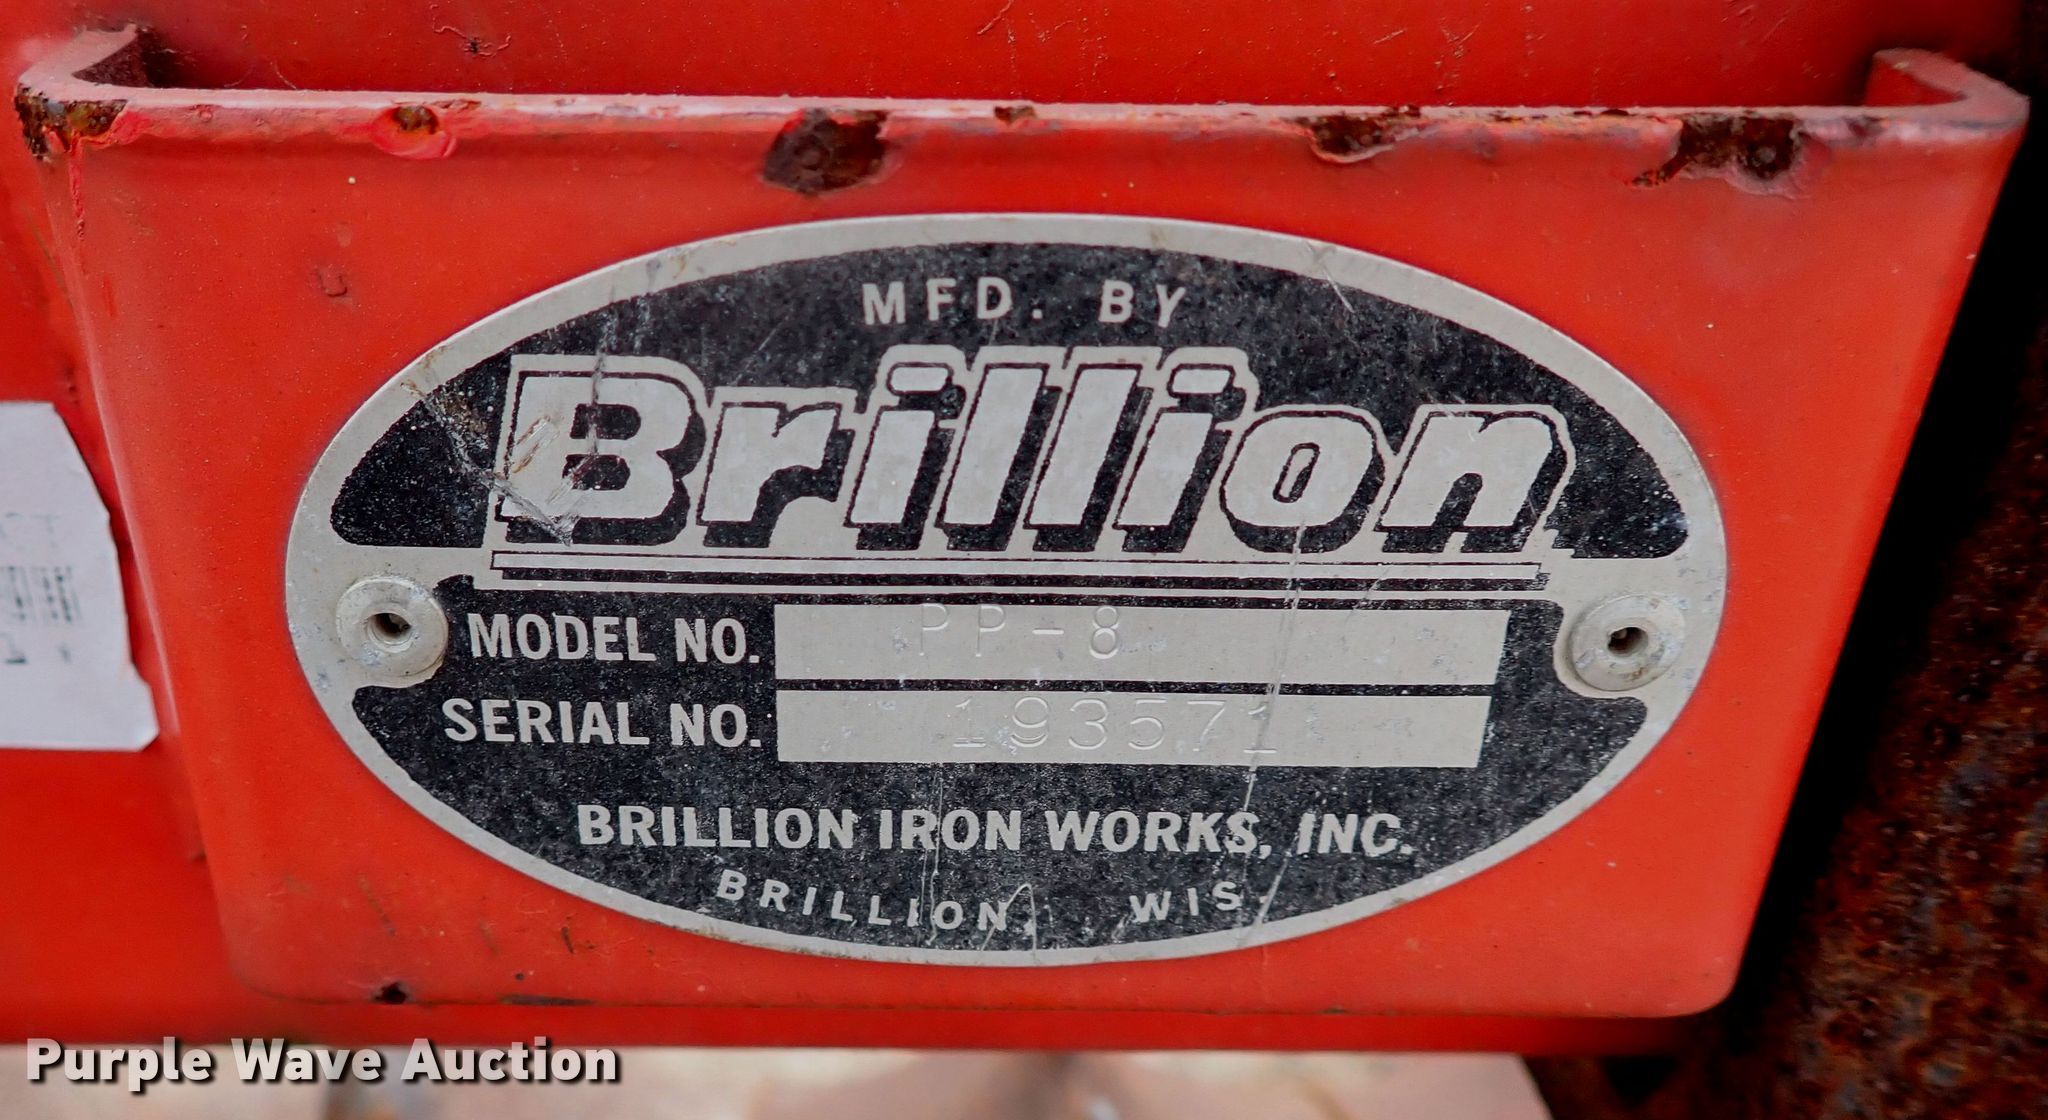 MFD. BY
Brillion
MODEL NO. PP-8
SERIAL NO. 193571
BRILLION IRON WORKS, INC.
BRILLION, WIS.
Purple Wave Auction